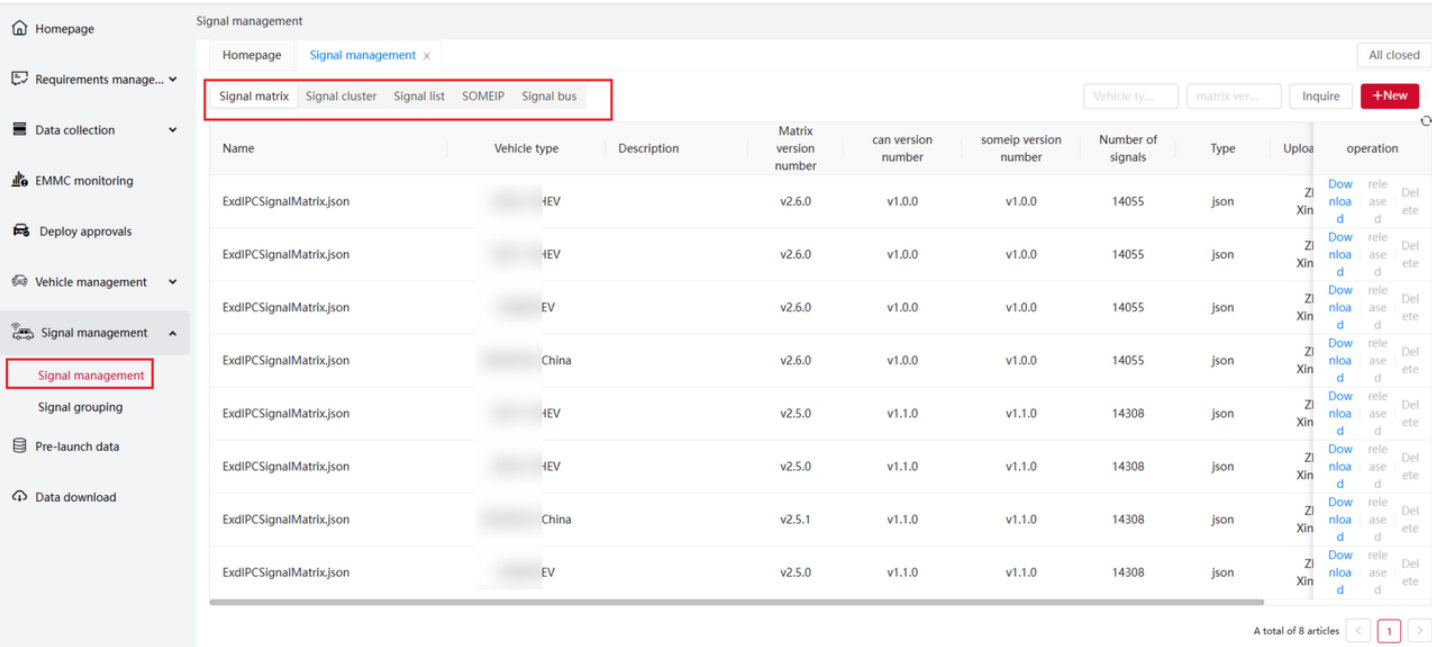 Homepage
Requirements manage...
Data collection
EMMC monitoring
Deploy approvals
Vehicle management
Signal management
Signal management
Signal grouping
Pre-launch data
Data download
Signal management
Homepage Signal management × All closed
Signal matrix Signal cluster Signal list SOMEIP Signal bus Vehicle ty... matrix ver... Inquire +New
Name Vehicle type Description Matrix version number can version number someip version number Number of signals Type Uploa operation
ExdIPCSignalMatrix.json HEV v2.6.0 v1.0.0 v1.0.0 14055 json Xin Download released Delete
ExdIPCSignalMatrix.json HEV v2.6.0 v1.0.0 v1.0.0 14055 json Xin Download released Delete
ExdIPCSignalMatrix.json EV v2.6.0 v1.0.0 v1.0.0 14055 json Xin Download released Delete
ExdIPCSignalMatrix.json China v2.6.0 v1.0.0 v1.0.0 14055 json Xin Download released Delete
ExdIPCSignalMatrix.json HEV v2.5.0 v1.1.0 v1.1.0 14308 json Xin Download released Delete
ExdIPCSignalMatrix.json HEV v2.5.0 v1.1.0 v1.1.0 14308 json Xin Download released Delete
ExdIPCSignalMatrix.json China v2.5.1 v1.1.0 v1.1.0 14308 json Xin Download released Delete
ExdIPCSignalMatrix.json EV v2.5.0 v1.1.0 v1.1.0 14308 json Xin Download released Delete
A total of 8 articles < 1 >